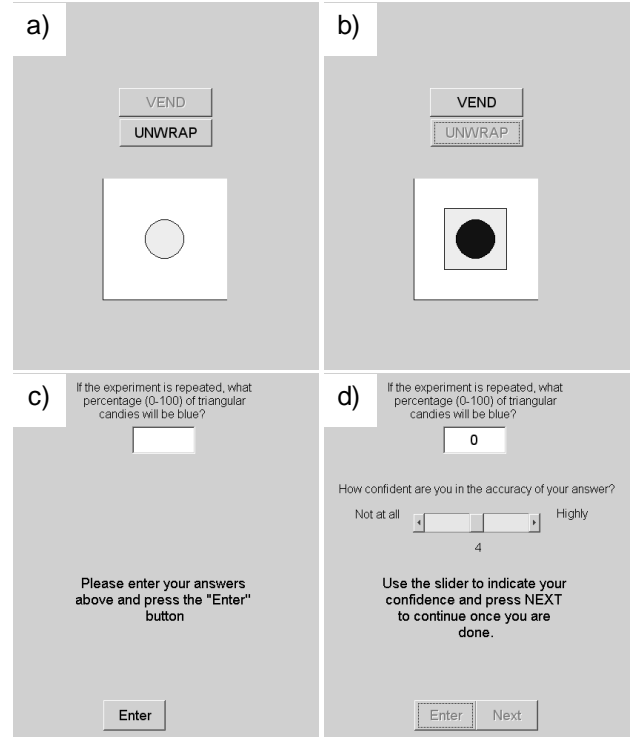 a)
VEND
UNWRAP
b)
VEND
UNWRAP
c)
If the experiment is repeated, what
percentage (0-100) of triangular
candies will be blue?
Please enter your answers
above and press the "Enter"
button
Enter
d)
If the experiment is repeated, what
percentage (0-100) of triangular
candies will be blue?
0
How confident are you in the accuracy of your answer?
Not at all
Highly
4
Use the slider to indicate your
confidence and press NEXT
to continue once you are
done.
Enter
Next